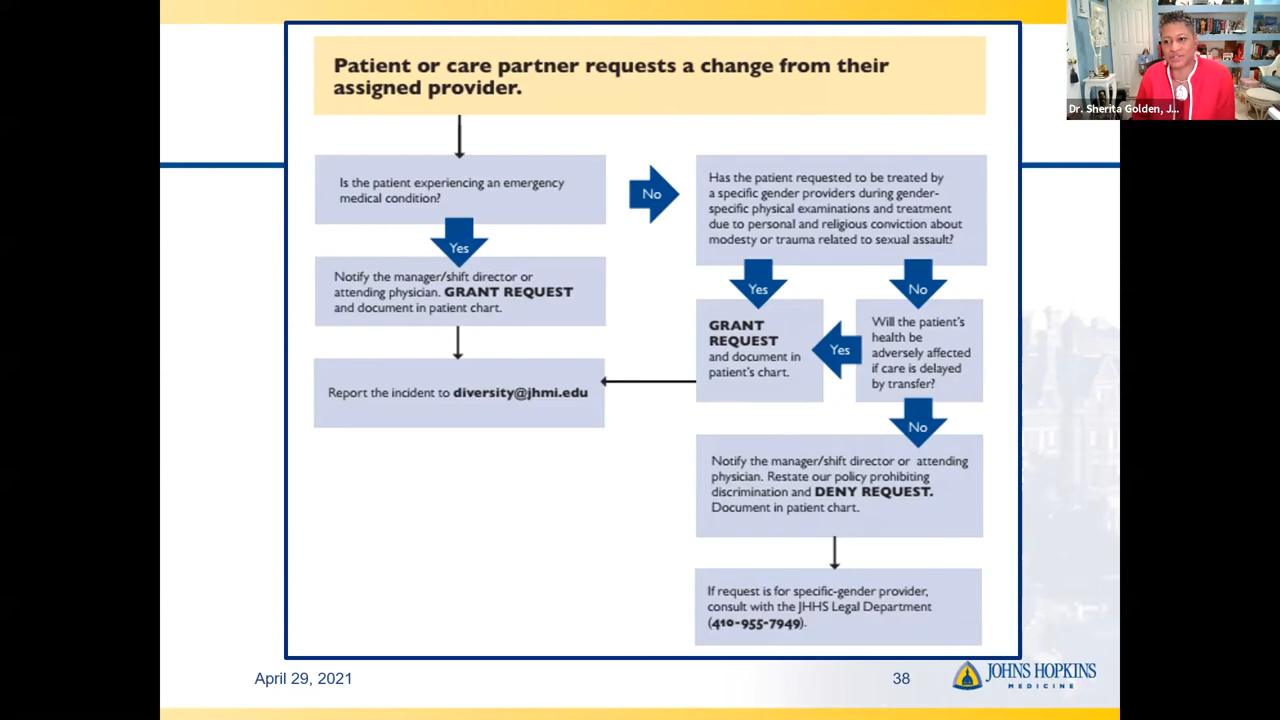 Patient or care partner requests a change from their
assigned provider.
Is the patient experiencing an emergency
medical condition?
No
Has the patient requested to be treated by
a specific gender providers during gender-
specific physical examinations and treatment
due to personal and religious conviction about
modesty or trauma related to sexual assault?
Yes
Notify the manager/shift director or
attending physician. GRANT REQUEST
and document in patient chart.
Report the incident to diversity@jhmi.edu
Yes
No
GRANT
REQUEST
and document in
patient's chart.
Yes
Will the patient's
health be
adversely affected
if care is delayed
by transfer?
No
Notify the manager/shift director or attending
physician. Restate our policy prohibiting
discrimination and DENY REQUEST.
Document in patient chart.
If request is for specific-gender provider,
consult with the JHHS Legal Department
(410-955-7949).
April 29, 2021
38
JOHNS HOPKINS
MEDICINE
Dr. Sherita Golden, J...